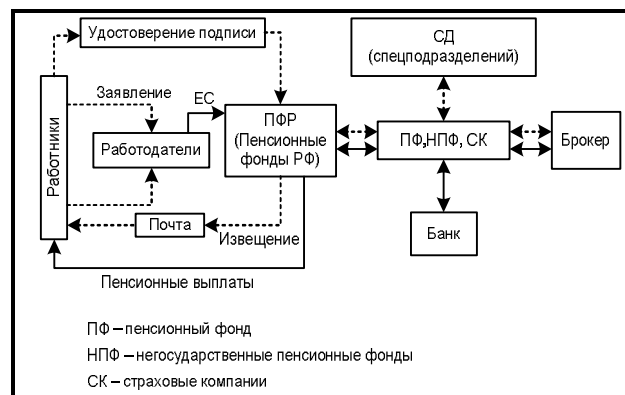 Удостоверение подписи
СД
(спецподразделений)
Работники
Заявление
ЕС
Работодатели
ПФР
(Пенсионные
фонды РФ)
ПФ,НПФ, СК
Брокер
Почта
Извещение
Банк
Пенсионные выплаты
ПФ – пенсионный фонд
НПФ – негосударственные пенсионные фонды
СК – страховые компании